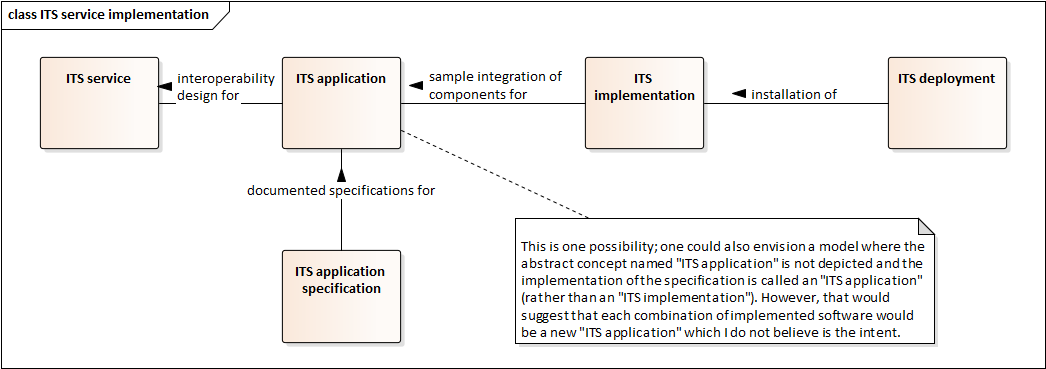 class ITS service implementation
ITS service
interoperability
design for
ITS application
sample integration of
components for
ITS
implementation
installation of
ITS deployment
documented specifications for
ITS application
specification
This is one possibility; one could also envision a model where the
abstract concept named "ITS application" is not depicted and the
implementation of the specification is called an "ITS application"
(rather than an "ITS implementation"). However, that would
suggest that each combination of implemented software would
be a new "ITS application" which I do not believe is the intent.